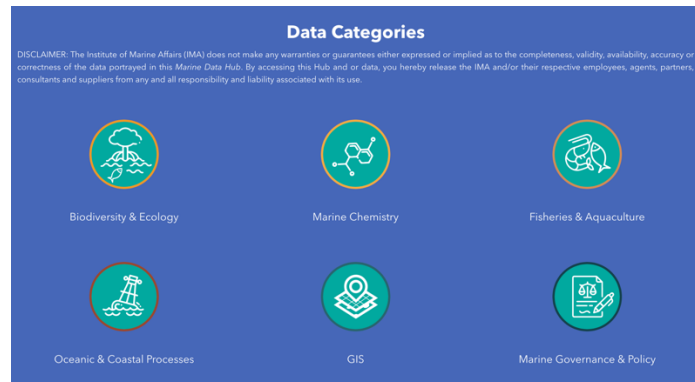 Data Categories
DISCLAIMER: The Institute of Marine Affairs (IMA) does not make any warranties or guarantees either expressed or implied as to the completeness, validity, availability, accuracy or
correctness of the data portrayed in this Marine Data Hub. By accessing this Hub and or data, you hereby release the IMA and/or their respective employees, agents, partners,
consultants and suppliers from any and all responsibility and liability associated with its use.
Biodiversity & Ecology
Marine Chemistry
Fisheries & Aquaculture
Oceanic & Coastal Processes
GIS
Marine Governance & Policy